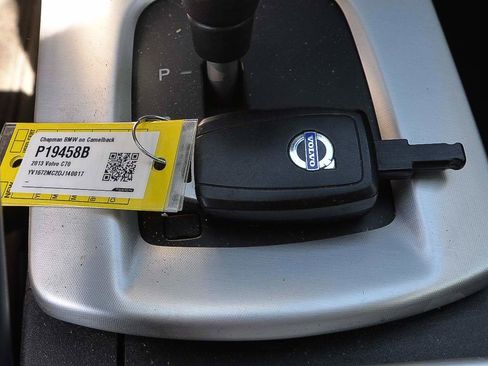 P
Chapman BMW on Camelback
P19458B
2013 Volvo C70
YV1672MC2DJ140017
VOLVO